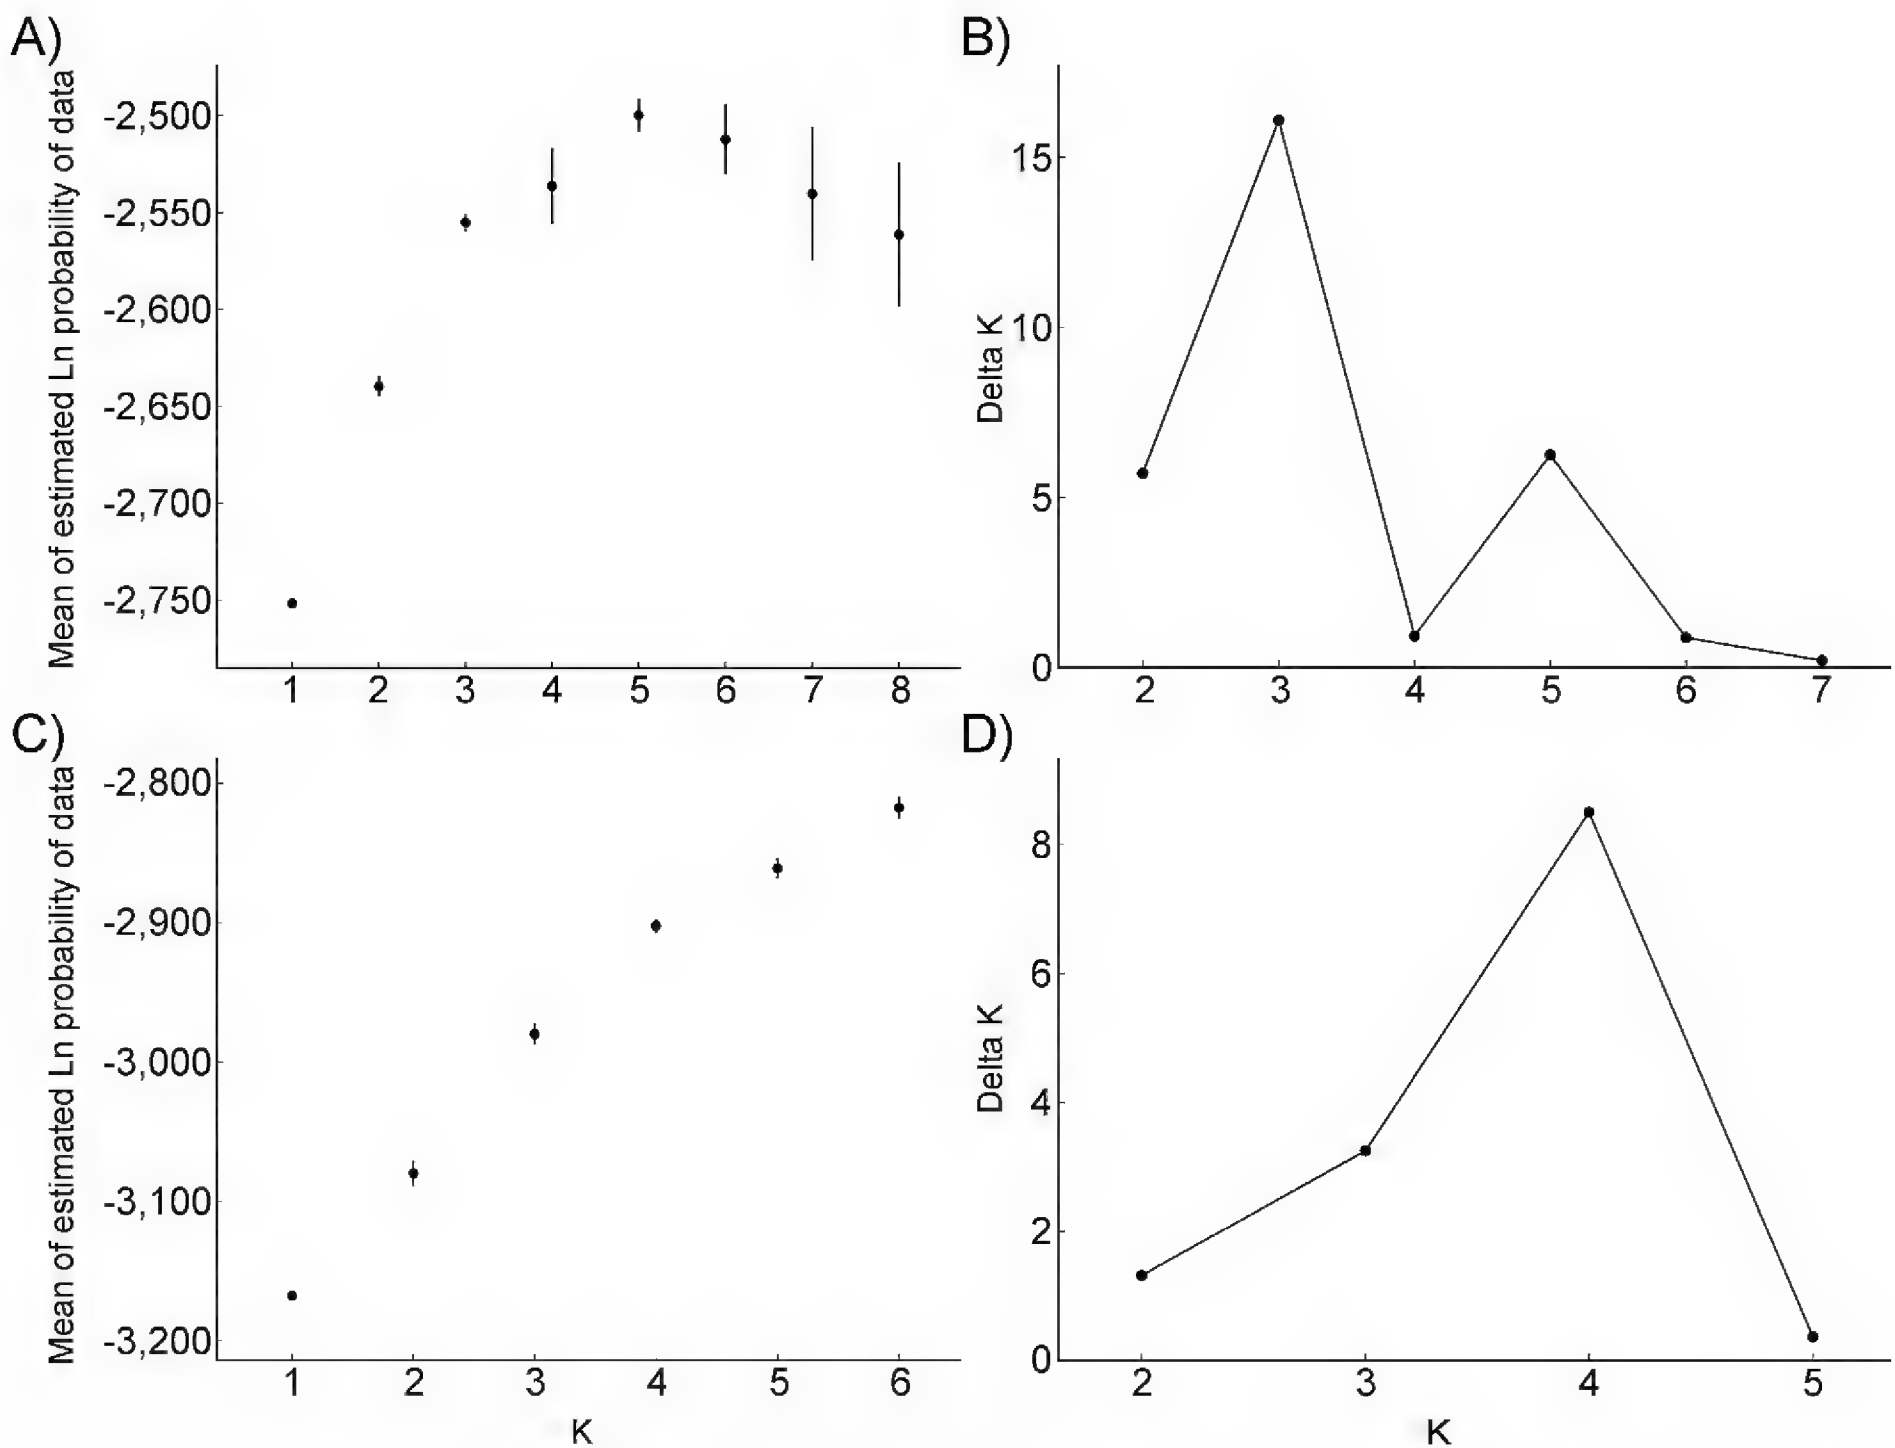 A)
Mean of estimated Ln probability of data
-2,500
-2,550
-2,600
-2,650
-2,700
-2,750
1 2 3 4 5 6 7 8
B)
Delta K
15
10
5
0
2 3 4 5 6 7
C)
Mean of estimated Ln probability of data
-2,800
-2,900
-3,000
-3,100
-3,200
1 2 3 4 5 6
K
D)
Delta K
8
6
4
2
0
2 3 4 5
K